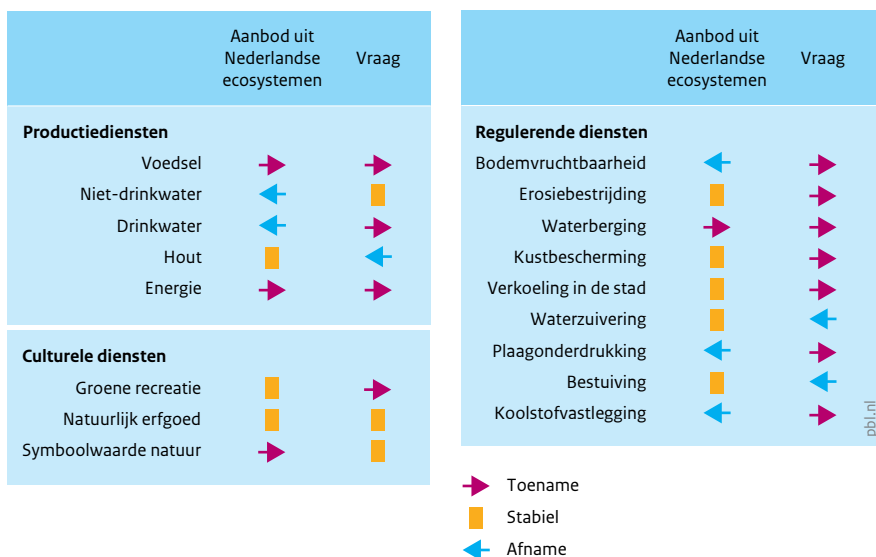 Aanbod uit
Nederlandse
ecosystemen
Vraag
Productiediensten
Voedsel
Niet-drinkwater
Drinkwater
Hout
Energie
Culturele diensten
Groene recreatie
Natuurlijk erfgoed
Symboolwaarde natuur
Aanbod uit
Nederlandse
ecosystemen
Vraag
Regulerende diensten
Bodemvruchtbaarheid
Erosiebestrijding
Waterberging
Kustbescherming
Verkoeling in de stad
Waterzuivering
Plaagonderdrukking
Bestuiving
Koolstofvastlegging
pbl.nl
Toename
Stabiel
Afname